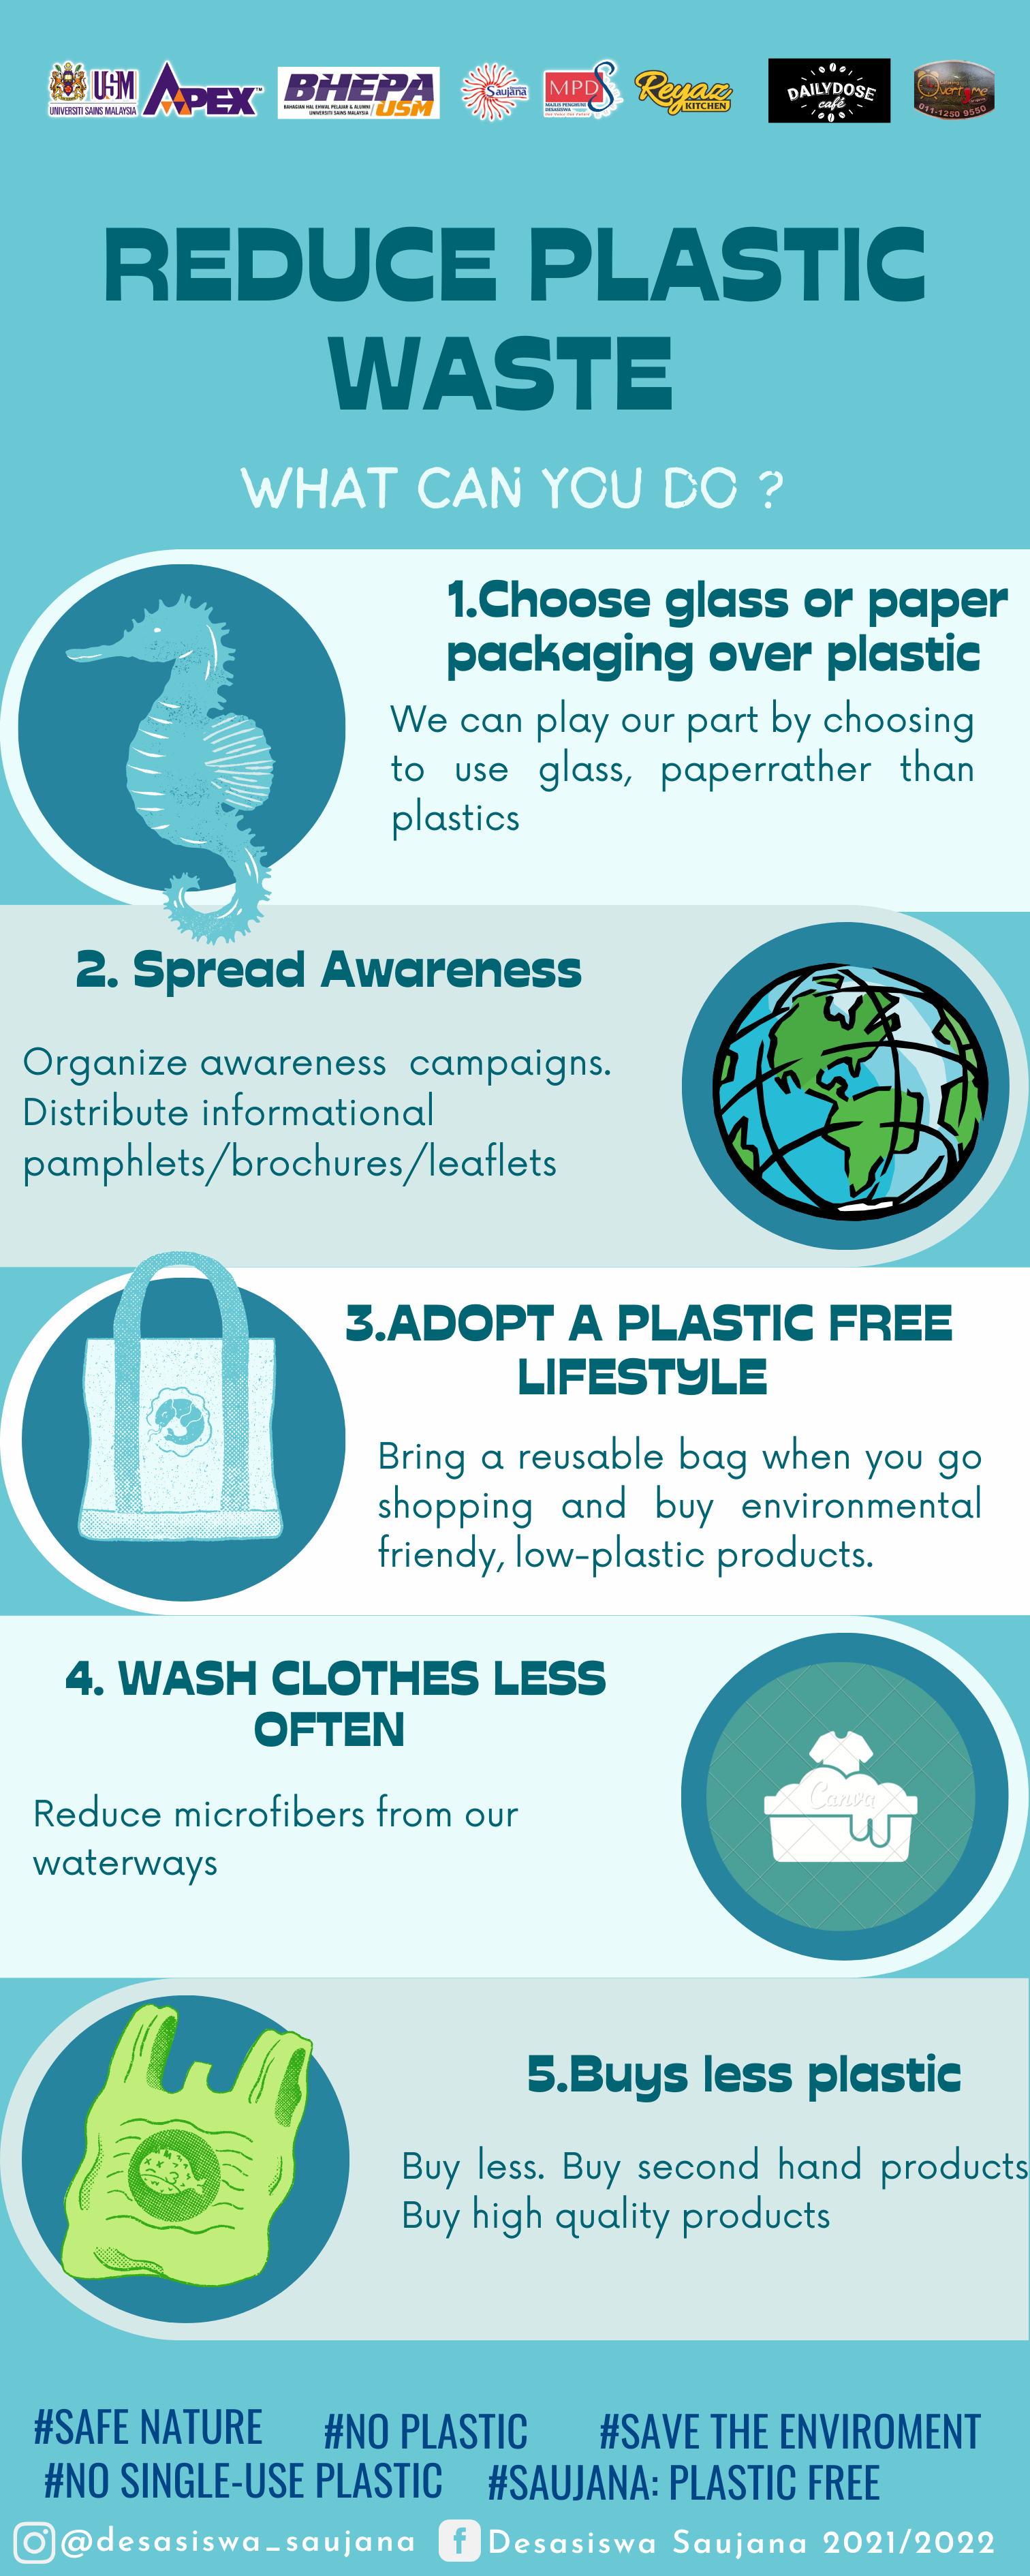 USM
UNIVERSITI SAINS MALAYSIA
APEX™
BHEPA
BAHAGIAN HAL EHWAL PELAJAR & ALUMNI
UNIVERSITI SAINS MALAYSIA
USM
Saujana
MPDS
MAJLIS PENGHUNI
DESASISWA
Reyaz
KITCHEN
DAILYDOSE
café
Overtime
011-1250 9550
REDUCE PLASTIC
WASTE
WHAT CAN YOU DO ?
1.Choose glass or paper
packaging over plastic
We can play our part by choosing
to use glass, paperrather than
plastics
2. Spread Awareness
Organize awareness campaigns.
Distribute informational
pamphlets/brochures/leaflets
3.ADOPT A PLASTIC FREE
LIFESTYLE
Bring a reusable bag when you go
shopping and buy environmental
friendy, low-plastic products.
4. WASH CLOTHES LESS
OFTEN
Reduce microfibers from our
waterways
Canva
5.Buys less plastic
Buy less. Buy second hand products
Buy high quality products
#SAFE NATURE #NO PLASTIC #SAVE THE ENVIROMENT
#NO SINGLE-USE PLASTIC #SAUJANA: PLASTIC FREE
@desasiswa_saujana Desasiswa Saujana 2021/2022